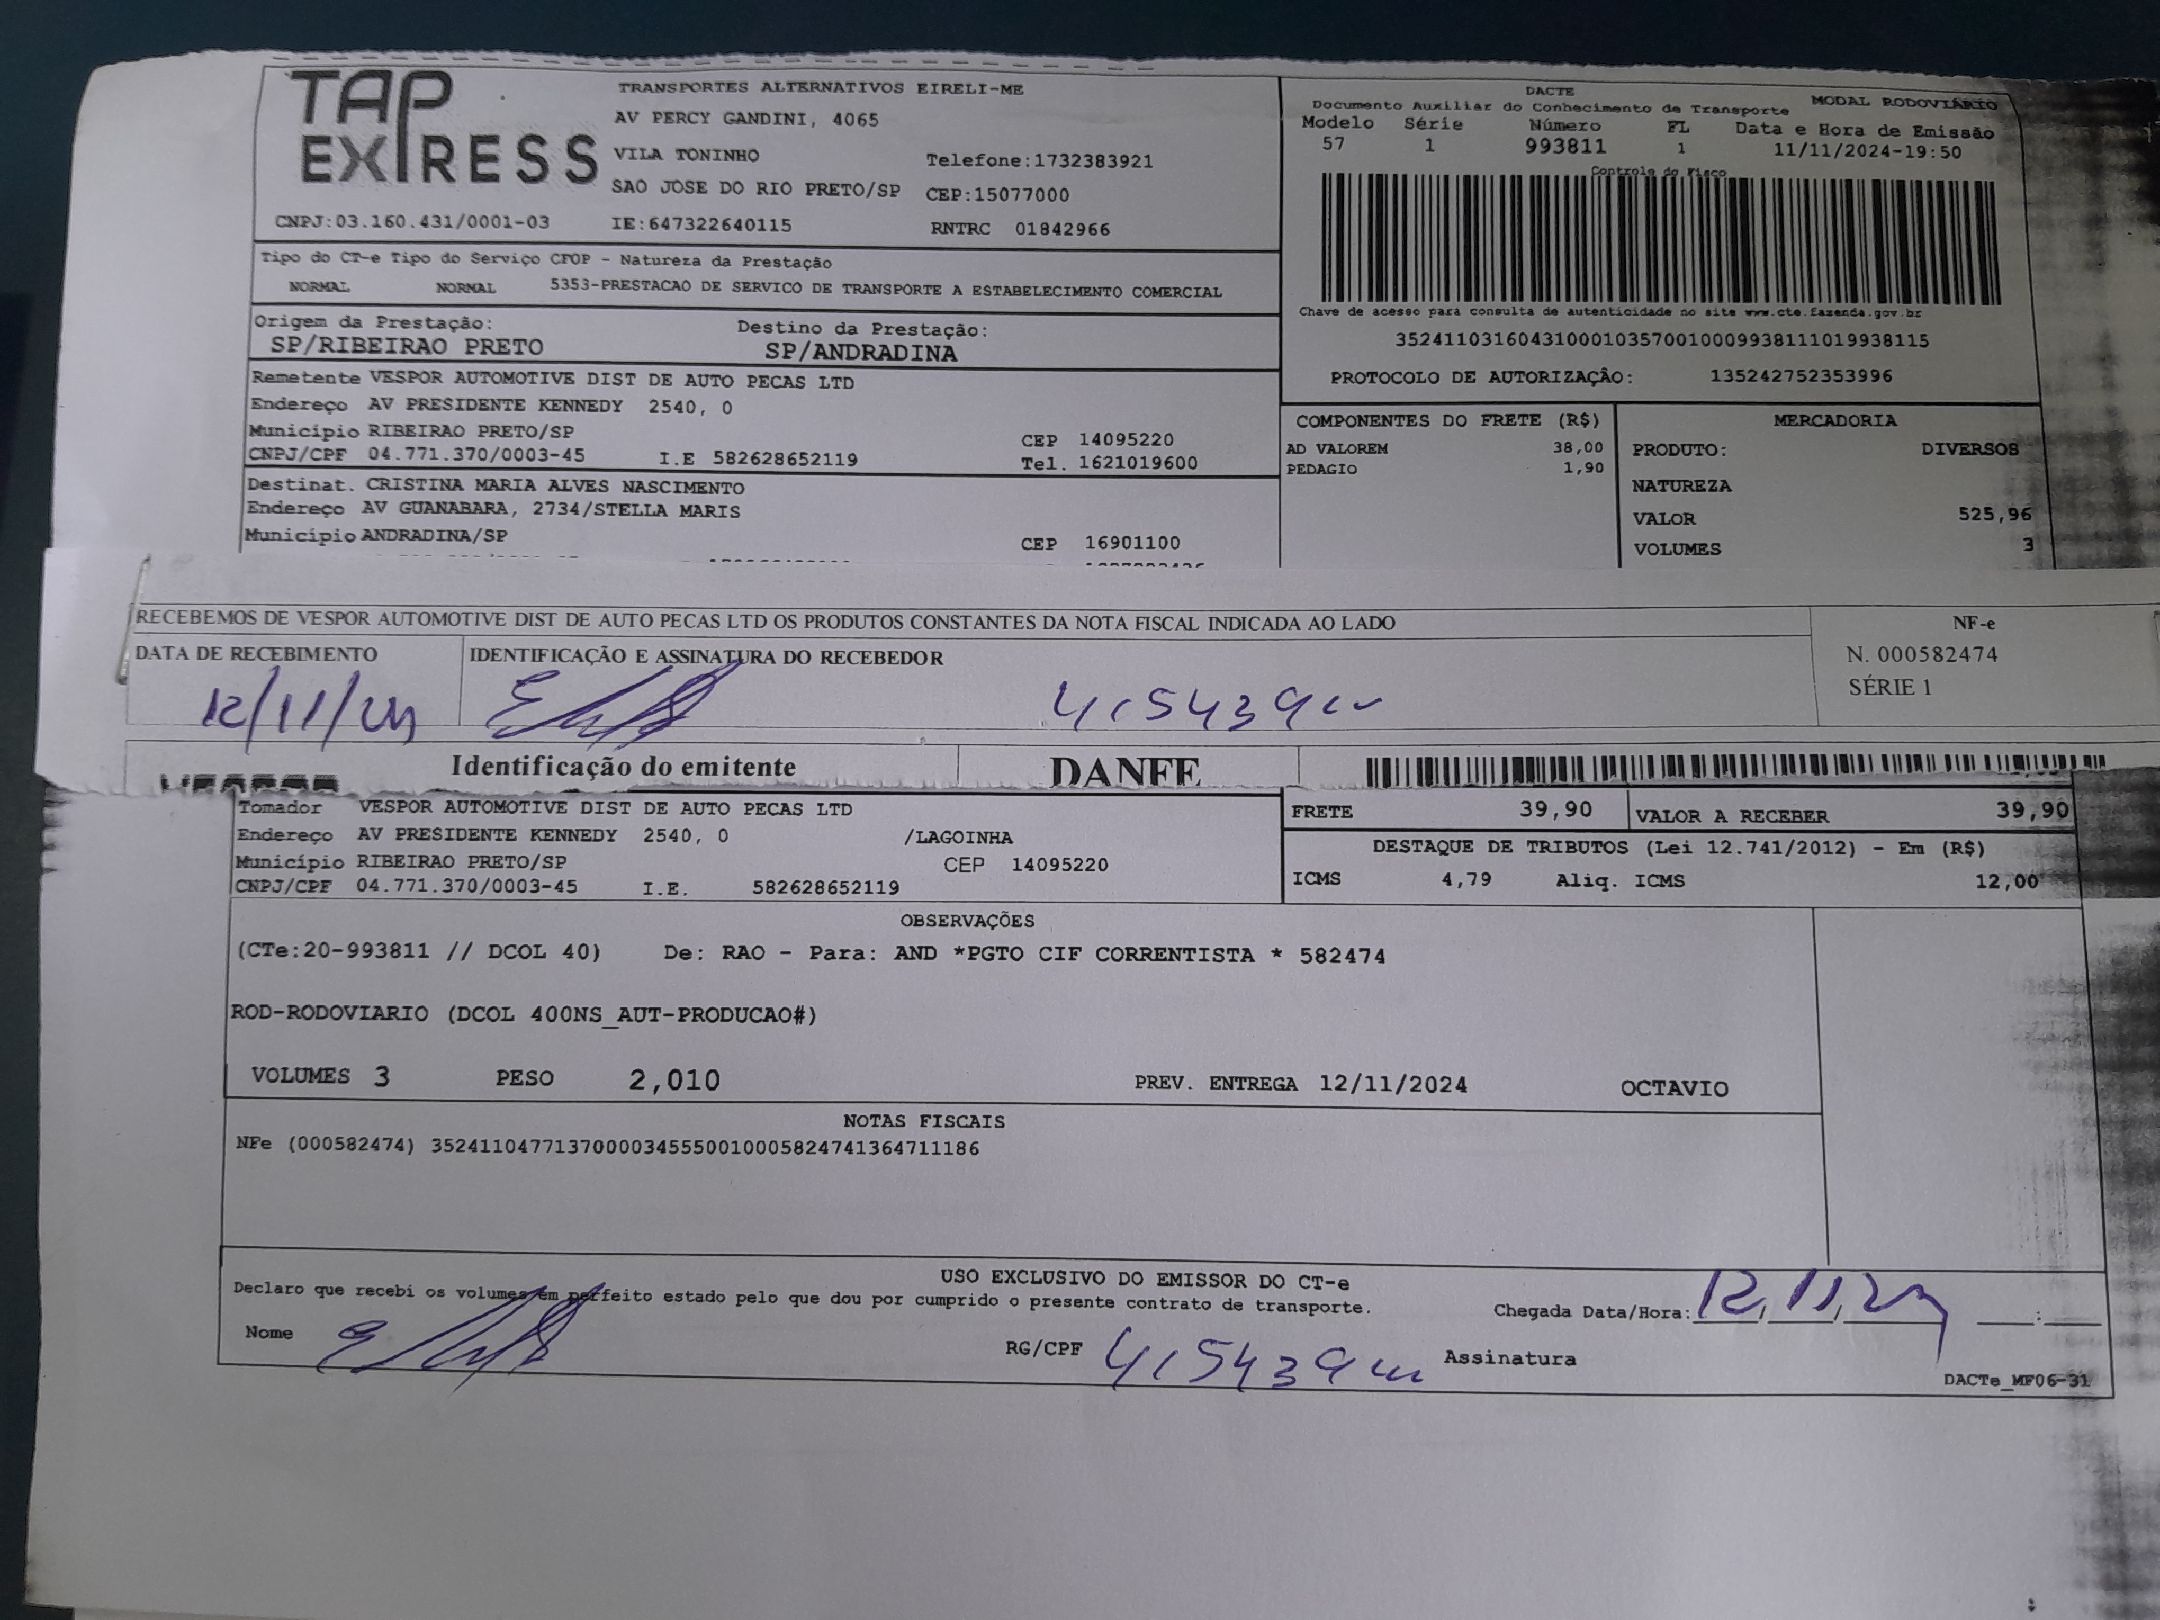 TAP EXPRESS
TRANSPORTES ALTERNATIVOS EIRELI-ME
AV PERCY GANDINI, 4065
VILA TONINHO Telefone:1732383921
SAO JOSE DO RIO PRETO/SP CEP:15077000
CNPJ:03.160.431/0001-03 IE:647322640115 RNTRC 01842966
DACTE
Documento Auxiliar do Conhecimento de Transporte MODAL RODOVIÁRIO
Modelo Série Número FL Data e Hora de Emissão
57 1 993811 1 11/11/2024-19:50
Controle do Fisco
Chave de acesso para consulta de autenticidade no site www.cte.fazenda.gov.br
35241103160431000103570010009938111019938115
PROTOCOLO DE AUTORIZAÇÃO: 135242752353996
Tipo do CT-e Tipo do Serviço CFOP - Natureza da Prestação
NORMAL NORMAL 5353-PRESTACAO DE SERVICO DE TRANSPORTE A ESTABELECIMENTO COMERCIAL
Origem da Prestação: Destino da Prestação:
SP/RIBEIRAO PRETO SP/ANDRADINA
Remetente VESPOR AUTOMOTIVE DIST DE AUTO PECAS LTD
Endereço AV PRESIDENTE KENNEDY 2540, 0
Município RIBEIRAO PRETO/SP CEP 14095220
CNPJ/CPF 04.771.370/0003-45 I.E 582628652119 Tel. 1621019600
Destinat. CRISTINA MARIA ALVES NASCIMENTO
Endereço AV GUANABARA, 2734/STELLA MARIS
Município ANDRADINA/SP CEP 16901100
COMPONENTES DO FRETE (R$)
AD VALOREM 38,00
PEDAGIO 1,90
MERCADORIA
PRODUTO: DIVERSOS
NATUREZA
VALOR 525,96
VOLUMES 3
RECEBEMOS DE VESPOR AUTOMOTIVE DIST DE AUTO PECAS LTD OS PRODUTOS CONSTANTES DA NOTA FISCAL INDICADA AO LADO
DATA DE RECEBIMENTO IDENTIFICAÇÃO E ASSINATURA DO RECEBEDOR
12/11/24
NF-e
N. 000582474
SÉRIE 1
Identificação do emitente DANFE
Tomador VESPOR AUTOMOTIVE DIST DE AUTO PECAS LTD
Endereço AV PRESIDENTE KENNEDY 2540, 0 /LAGOINHA
Município RIBEIRAO PRETO/SP CEP 14095220
CNPJ/CPF 04.771.370/0003-45 I.E. 582628652119
FRETE 39,90 VALOR A RECEBER 39,90
DESTAQUE DE TRIBUTOS (Lei 12.741/2012) - Em (R$)
ICMS 4,79 Aliq. ICMS 12,00
OBSERVAÇÕES
(CTe:20-993811 // DCOL 40) De: RAO - Para: AND *PGTO CIF CORRENTISTA * 582474
ROD-RODOVIARIO (DCOL 400NS_AUT-PRODUCAO#)
VOLUMES 3 PESO 2,010 PREV. ENTREGA 12/11/2024 OCTAVIO
NOTAS FISCAIS
NFe (000582474) 35241104771370000345550010005824741364711186
USO EXCLUSIVO DO EMISSOR DO CT-e
Declaro que recebi os volumes em perfeito estado pelo que dou por cumprido o presente contrato de transporte.
Chegada Data/Hora: 12/11/24
Nome RG/CPF Assinatura
DACTe_MF06-31